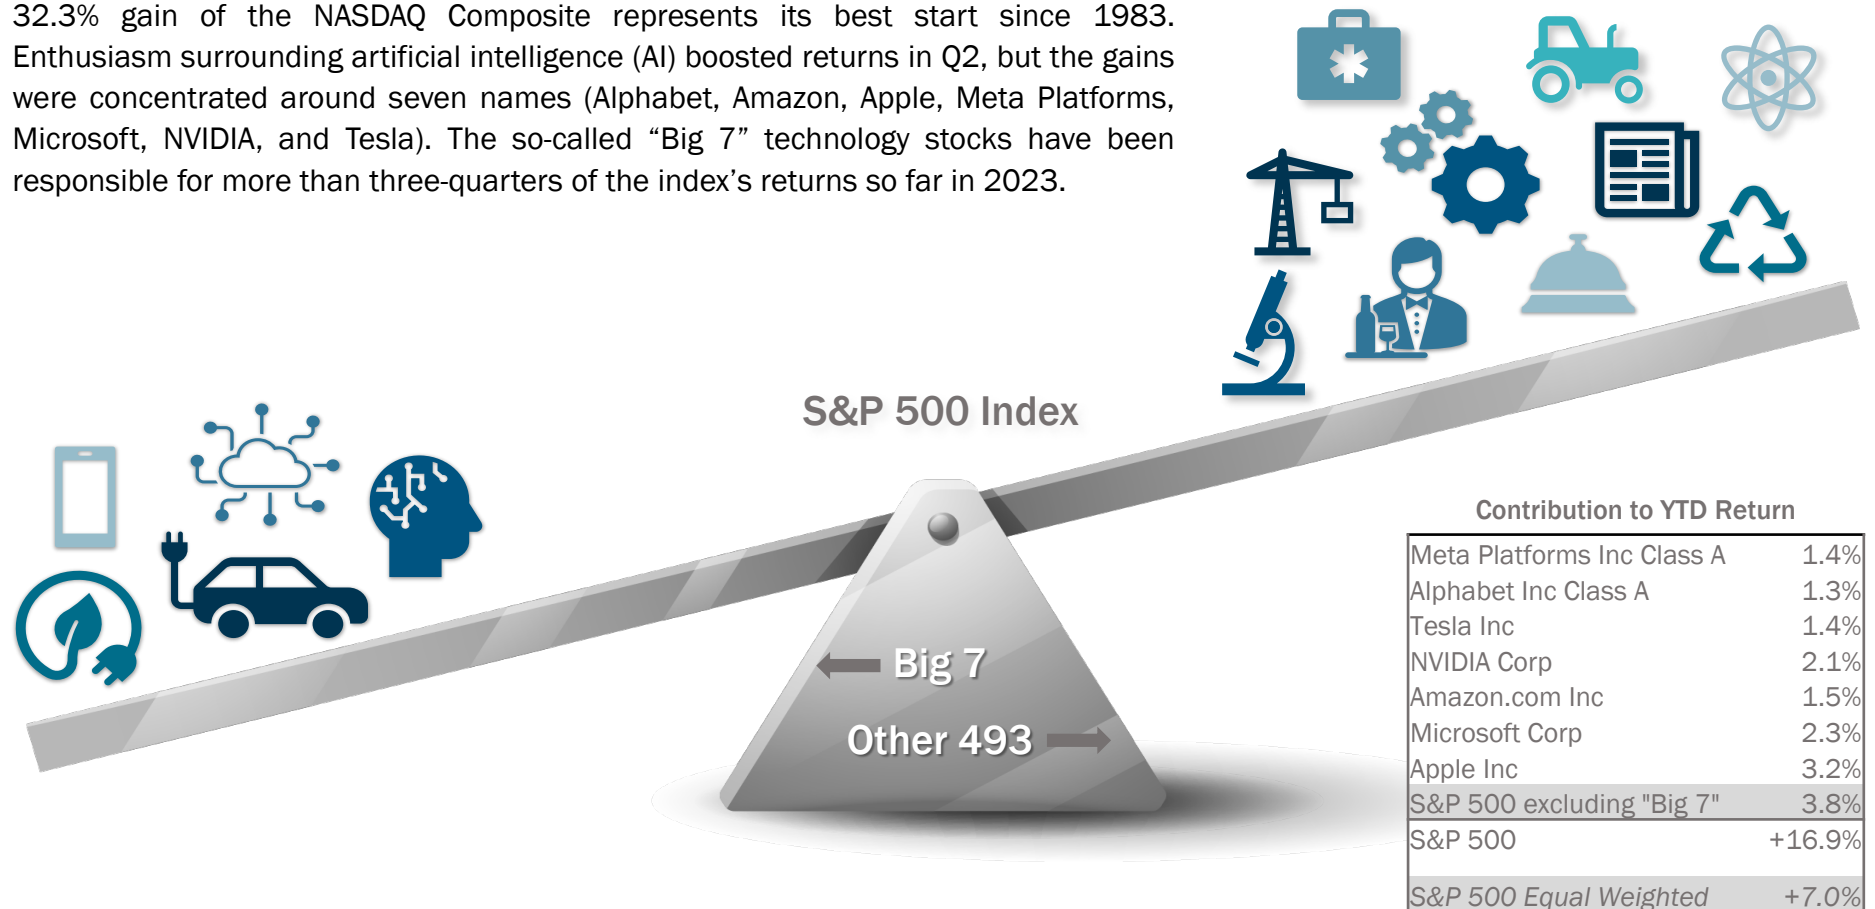 32.3% gain of the NASDAQ Composite represents its best start since 1983.
Enthusiasm surrounding artificial intelligence (AI) boosted returns in Q2, but the gains
were concentrated around seven names (Alphabet, Amazon, Apple, Meta Platforms,
Microsoft, NVIDIA, and Tesla). The so-called “Big 7” technology stocks have been
responsible for more than three-quarters of the index’s returns so far in 2023.
S&P 500 Index
Big 7
Other 493
Contribution to YTD Return
Meta Platforms Inc Class A 1.4%
Alphabet Inc Class A 1.3%
Tesla Inc 1.4%
NVIDIA Corp 2.1%
Amazon.com Inc 1.5%
Microsoft Corp 2.3%
Apple Inc 3.2%
S&P 500 excluding "Big 7" 3.8%
S&P 500 +16.9%
S&P 500 Equal Weighted +7.0%